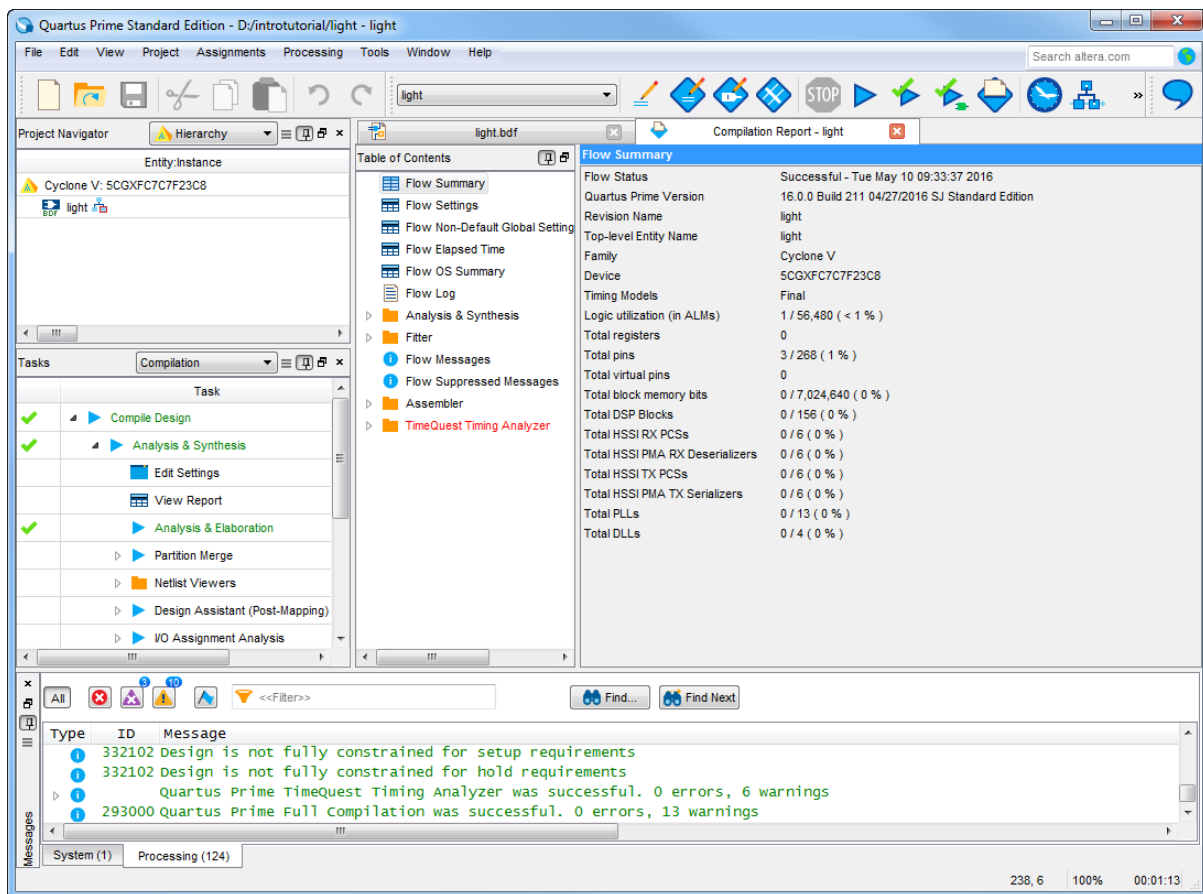 Quartus Prime Standard Edition - D:/introtutorial/light - light
File Edit View Project Assignments Processing Tools Window Help
Search altera.com
light
STOP
»
Project Navigator
Hierarchy
Entity:Instance
Cyclone V: 5CGXFC7C7F23C8
BDF light
Tasks
Compilation
Task
Compile Design
Analysis & Synthesis
Edit Settings
View Report
Analysis & Elaboration
Partition Merge
Netlist Viewers
Design Assistant (Post-Mapping)
I/O Assignment Analysis
light.bdf
Compilation Report - light
Table of Contents
Flow Summary
Flow Settings
Flow Non-Default Global Setting
Flow Elapsed Time
Flow OS Summary
Flow Log
Analysis & Synthesis
Fitter
Flow Messages
Flow Suppressed Messages
Assembler
TimeQuest Timing Analyzer
Flow Summary
Flow Status Successful - Tue May 10 09:33:37 2016
Quartus Prime Version 16.0.0 Build 211 04/27/2016 SJ Standard Edition
Revision Name light
Top-level Entity Name light
Family Cyclone V
Device 5CGXFC7C7F23C8
Timing Models Final
Logic utilization (in ALMs) 1 / 56,480 ( < 1 % )
Total registers 0
Total pins 3 / 268 ( 1 % )
Total virtual pins 0
Total block memory bits 0 / 7,024,640 ( 0 % )
Total DSP Blocks 0 / 156 ( 0 % )
Total HSSI RX PCSs 0 / 6 ( 0 % )
Total HSSI PMA RX Deserializers 0 / 6 ( 0 % )
Total HSSI TX PCSs 0 / 6 ( 0 % )
Total HSSI PMA TX Serializers 0 / 6 ( 0 % )
Total PLLs 0 / 13 ( 0 % )
Total DLLs 0 / 4 ( 0 % )
All 3 10 <<Filter>> Find... Find Next
Type ID Message
332102 Design is not fully constrained for setup requirements
332102 Design is not fully constrained for hold requirements
Quartus Prime TimeQuest Timing Analyzer was successful. 0 errors, 6 warnings
293000 Quartus Prime Full Compilation was successful. 0 errors, 13 warnings
Messages
System (1) Processing (124)
238, 6 100% 00:01:13